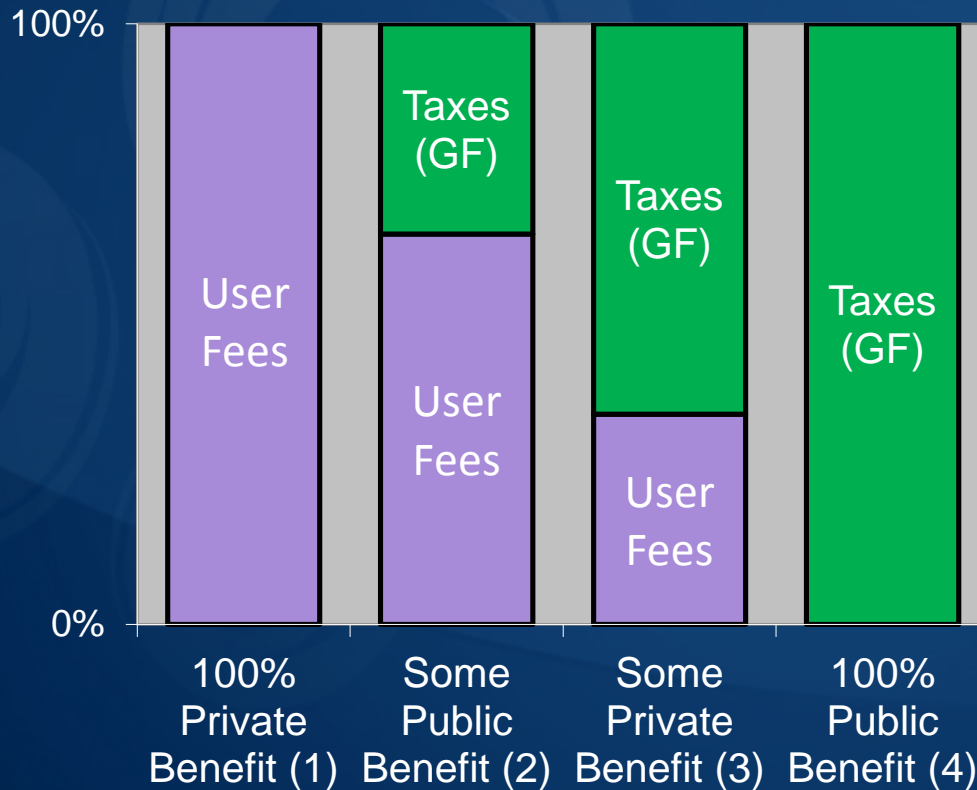 100%
Taxes
(GF)
Taxes
(GF)
User
Fees
Taxes
(GF)
User
Fees
User
Fees
0%
100%
Private
Benefit (1)
Some
Public
Benefit (2)
Some
Private
Benefit (3)
100%
Public
Benefit (4)